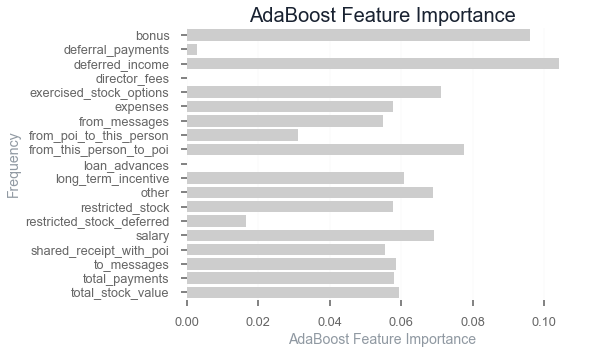 AdaBoost Feature Importance
bonus
deferral_payments
deferred_income
director_fees
exercised_stock_options
expenses
from_messages
from_poi_to_this_person
from_this_person_to_poi
loan_advances
long_term_incentive
other
restricted_stock
restricted_stock_deferred
salary
shared_receipt_with_poi
to_messages
total_payments
total_stock_value
Frequency
0.00 0.02 0.04 0.06 0.08 0.10
AdaBoost Feature Importance